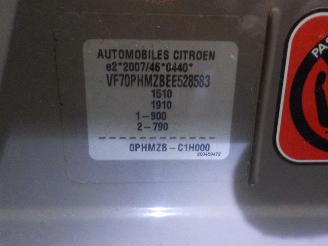 AUTOMOBILES CITROEN
e2*2007/46*0440*
VF70PHMZBEE528583
1510
1910
1-900
2-790
0PHMZB-C1H000